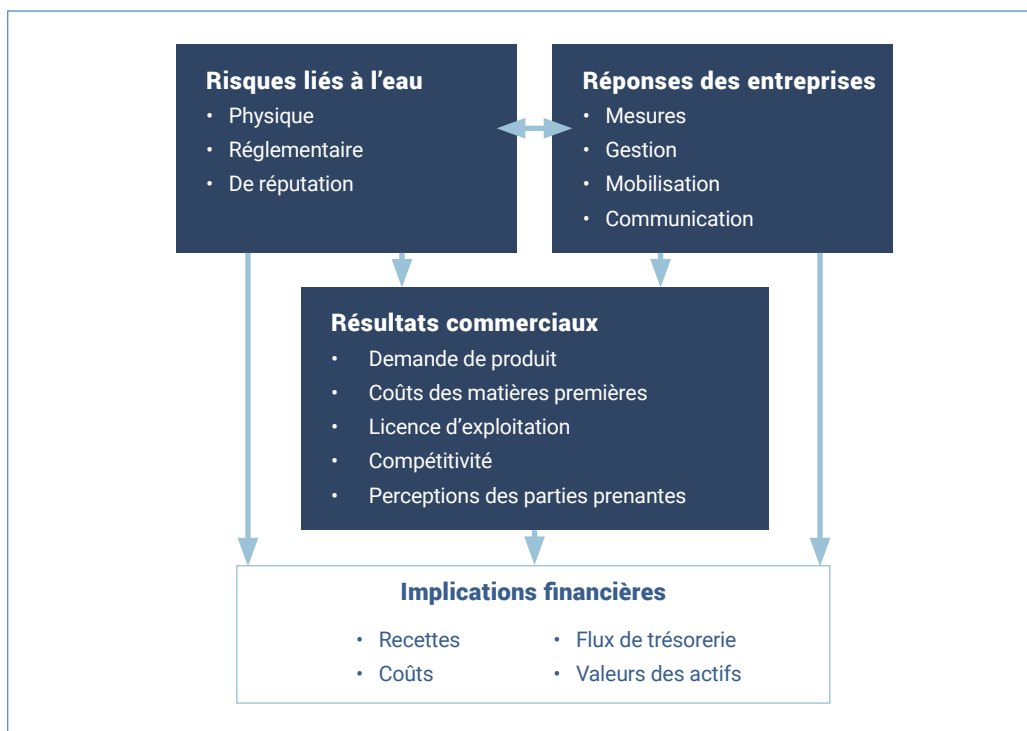 Risques liés à l’eau
• Physique
• Réglementaire
• De réputation
Réponses des entreprises
• Mesures
• Gestion
• Mobilisation
• Communication
Résultats commerciaux
• Demande de produit
• Coûts des matières premières
• Licence d’exploitation
• Compétitivité
• Perceptions des parties prenantes
Implications financières
• Recettes
• Coûts
• Flux de trésorerie
• Valeurs des actifs